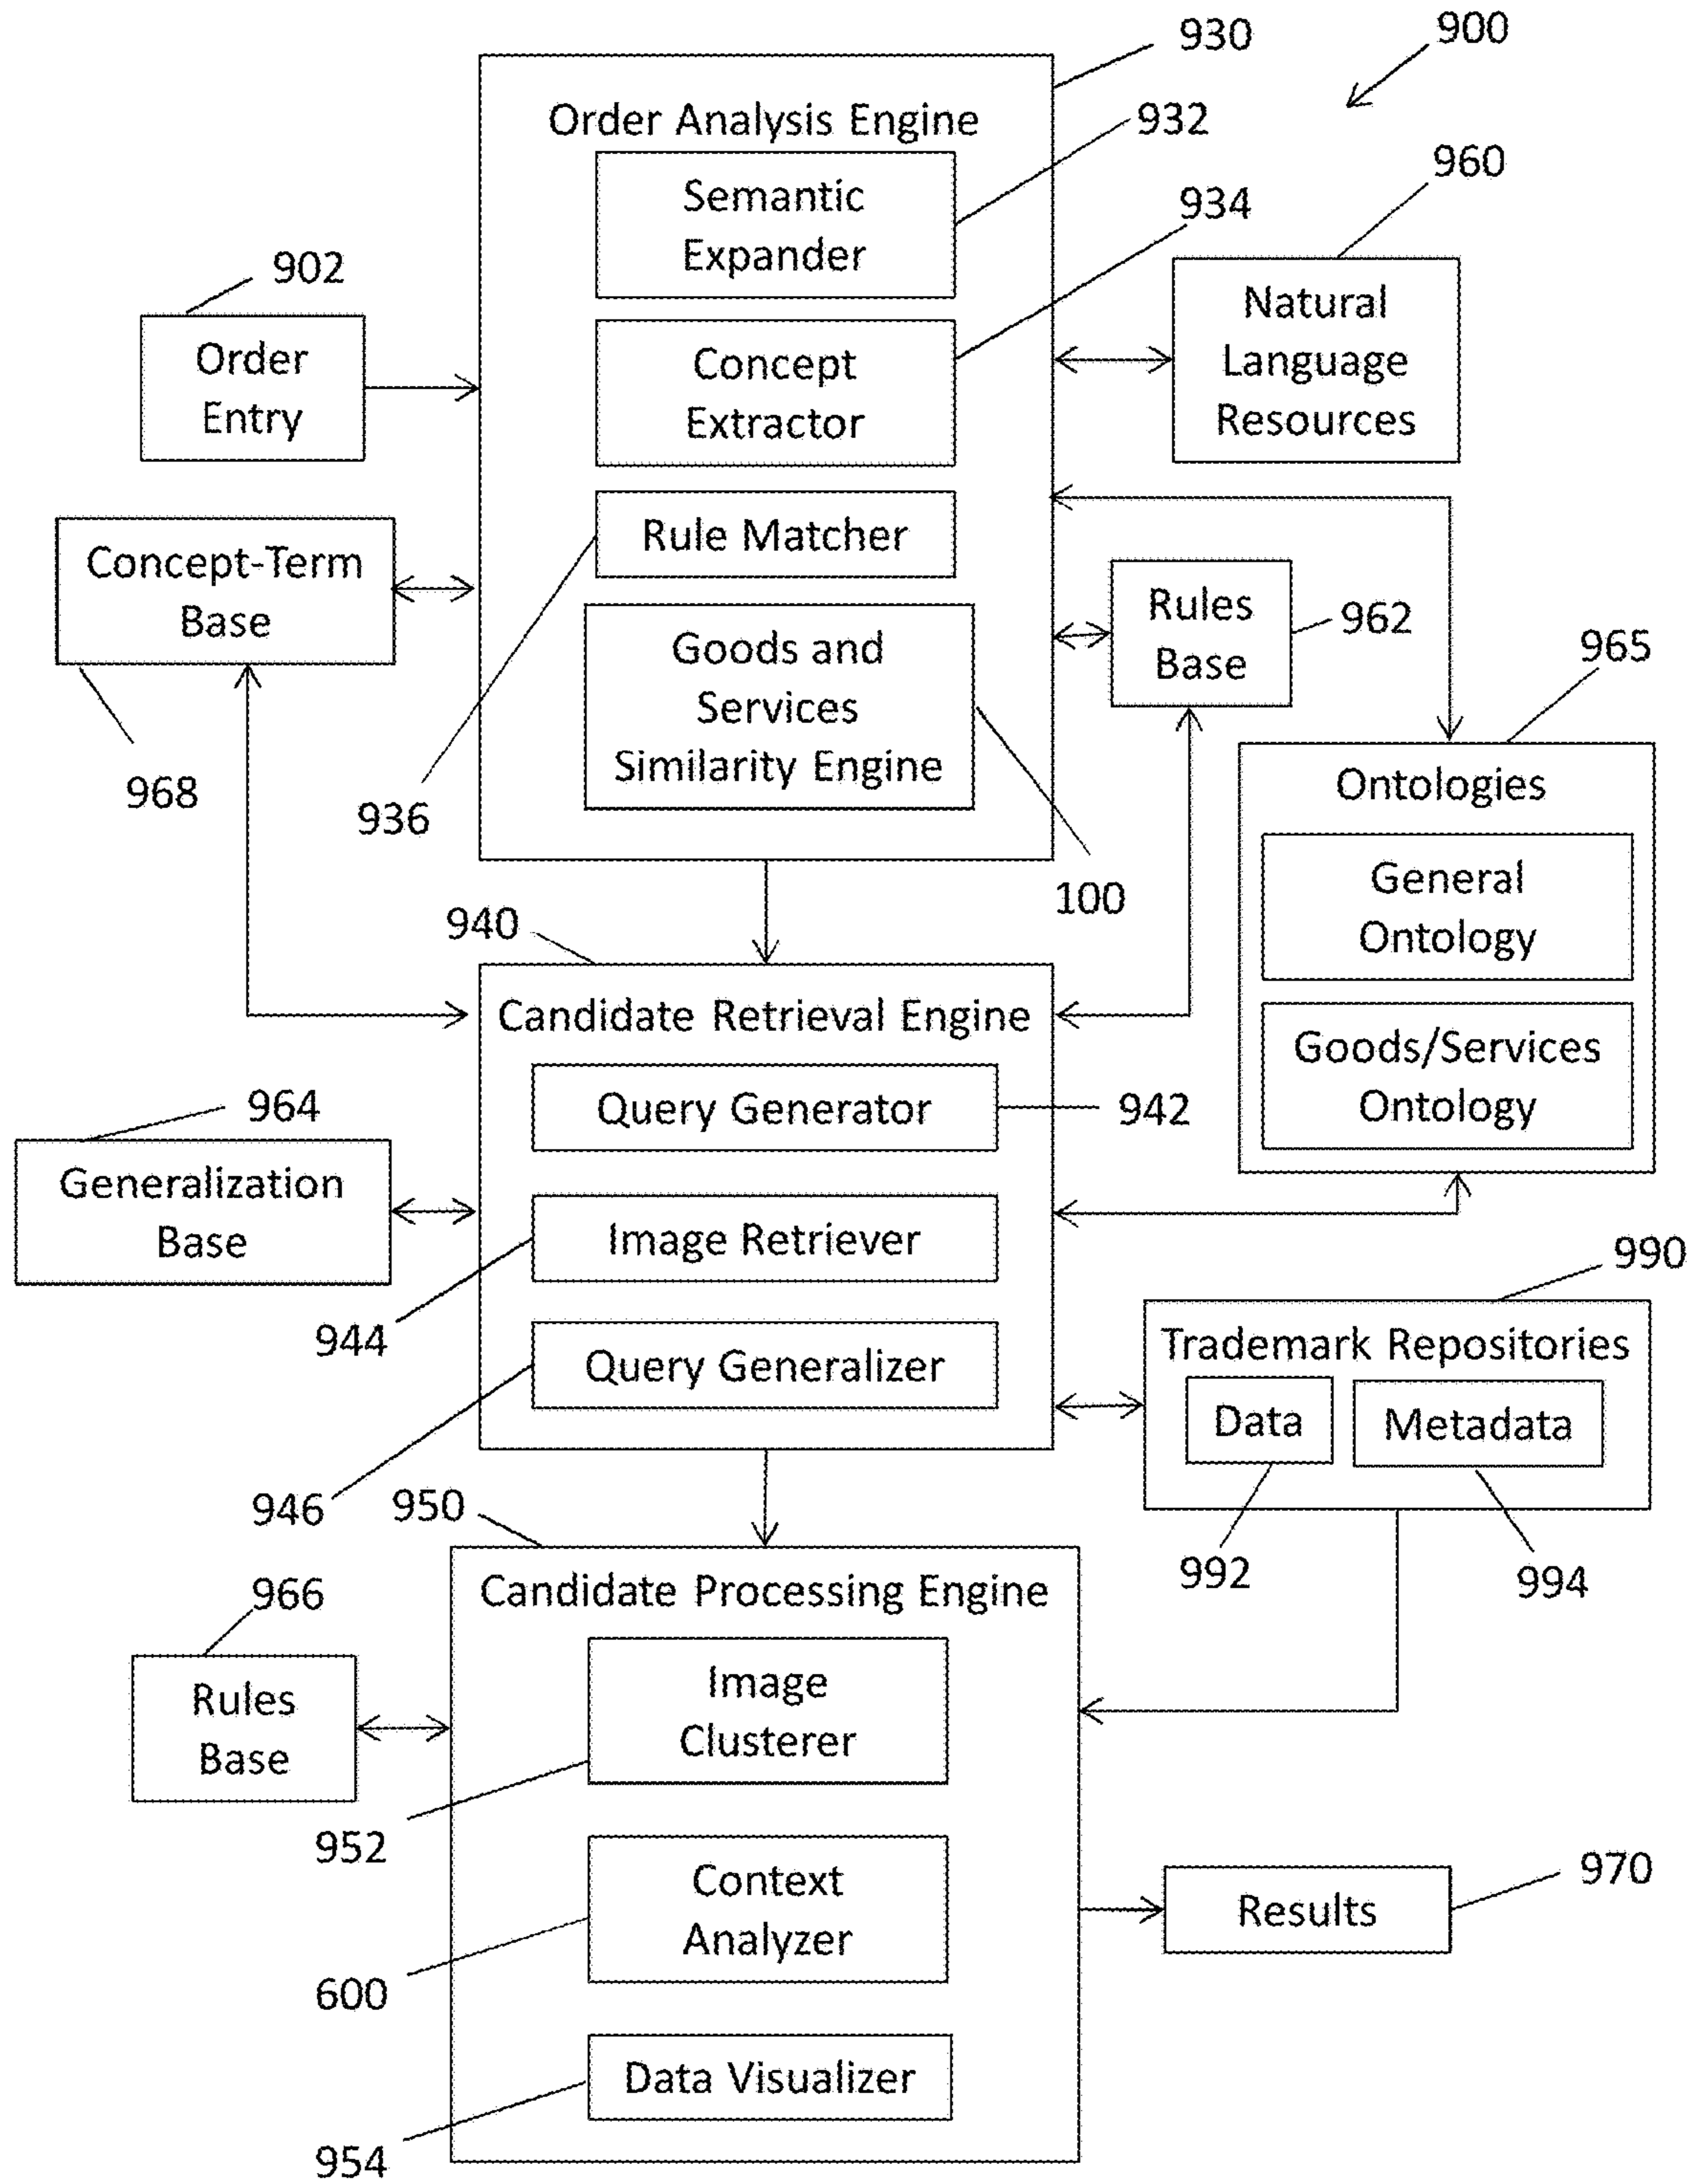 930
900
Order Analysis Engine
932
Semantic
Expander
960
934
902
Natural
Language
Resources
Order
Entry
Concept
Extractor
Rule Matcher
Concept-Term
Base
Rules
Base
962
965
Goods and
Services
Similarity Engine
968
936
Ontologies
General
Ontology
100
940
Candidate Retrieval Engine
Goods/Services
Ontology
964
Query Generator
942
Generalization
Base
Image Retriever
990
944
Trademark Repositories
Query Generalizer
Data
Metadata
946
950
992
994
966
Candidate Processing Engine
Rules
Base
Image
Clusterer
952
970
Context
Analyzer
Results
600
Data Visualizer
954